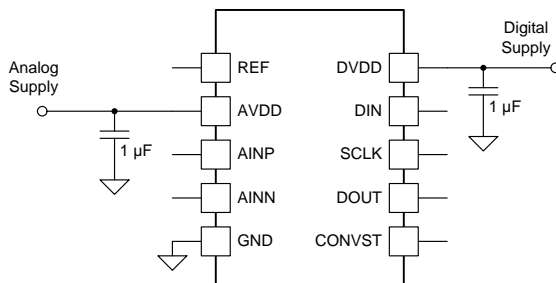 Analog
Supply
1 µF
REF
AVDD
AINP
AINN
GND
DVDD
DIN
SCLK
DOUT
CONVST
Digital
Supply
1 µF